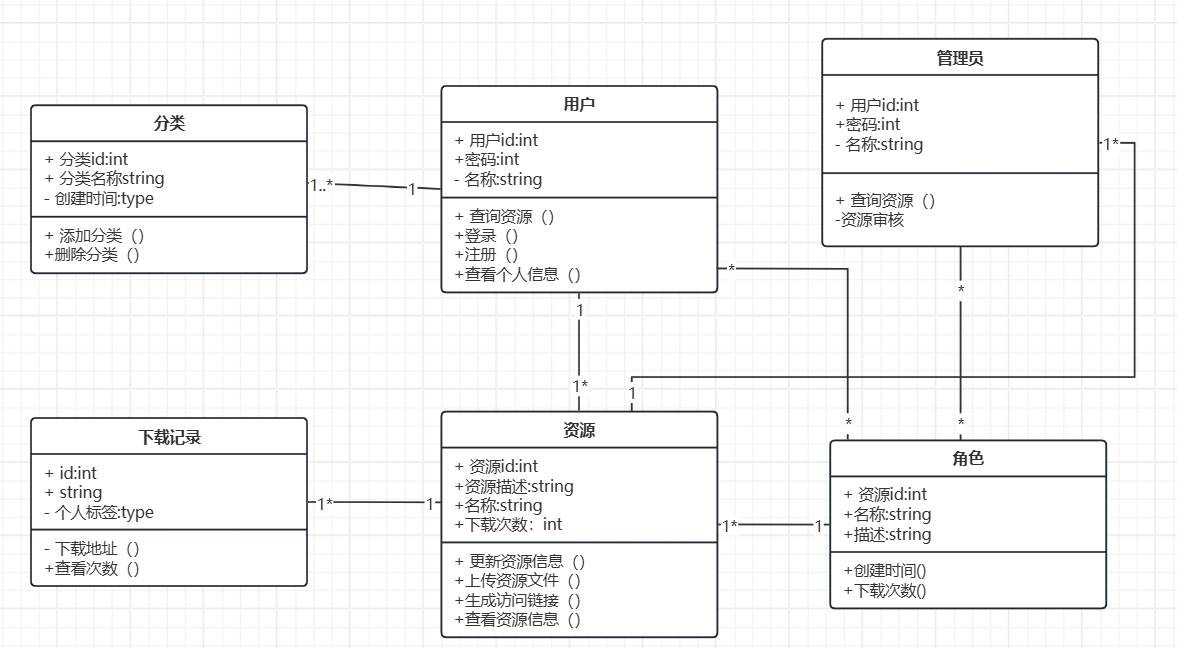 分类
+ 分类id:int
+ 分类名称string
- 创建时间:type
+ 添加分类（）
+删除分类（）
1..*
1
用户
+ 用户id:int
+密码:int
- 名称:string
+ 查询资源（）
+登录（）
+注册（）
+查看个人信息（）
管理员
+ 用户id:int
+密码:int
- 名称:string
+ 查询资源（）
-资源审核
1*
*
*
1
1*
1
*
*
下载记录
+ id:int
+ string
- 个人标签:type
- 下载地址（）
+查看次数（）
1*
1
资源
+ 资源id:int
+资源描述:string
+名称:string
+下载次数：int
+ 更新资源信息（）
+上传资源文件（）
+生成访问链接（）
+查看资源信息（）
1*
1
角色
+ 资源id:int
+名称:string
+描述:string
+创建时间()
+下载次数()